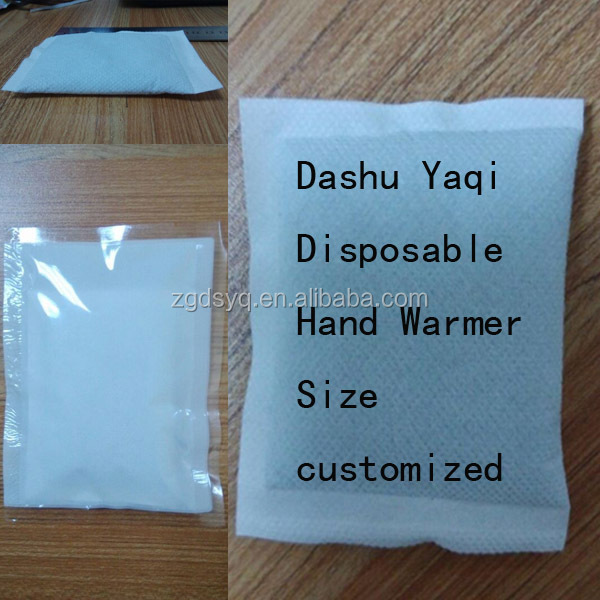 Dashu Yaqi
Disposable
zgdsyq.en.alibaba.com
Hand Warmer
Size
customized